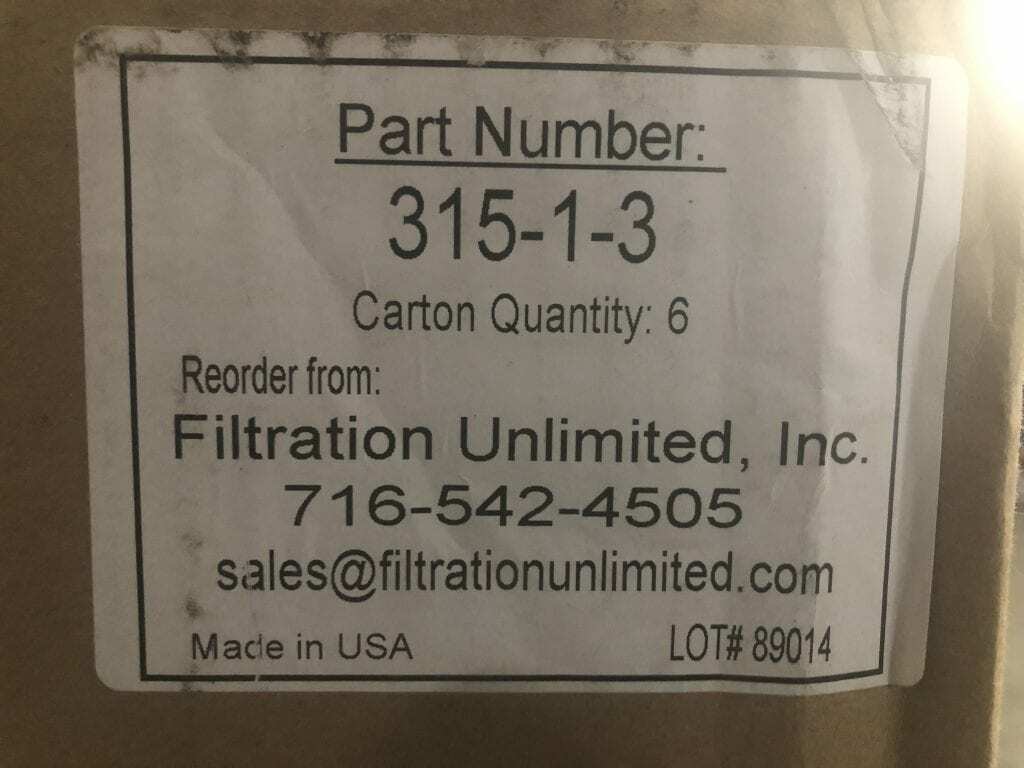 Part Number:
315-1-3
Carton Quantity: 6
Reorder from:
Filtration Unlimited, Inc.
716-542-4505
sales@filtrationunlimited.com
Made in USA LOT# 89014